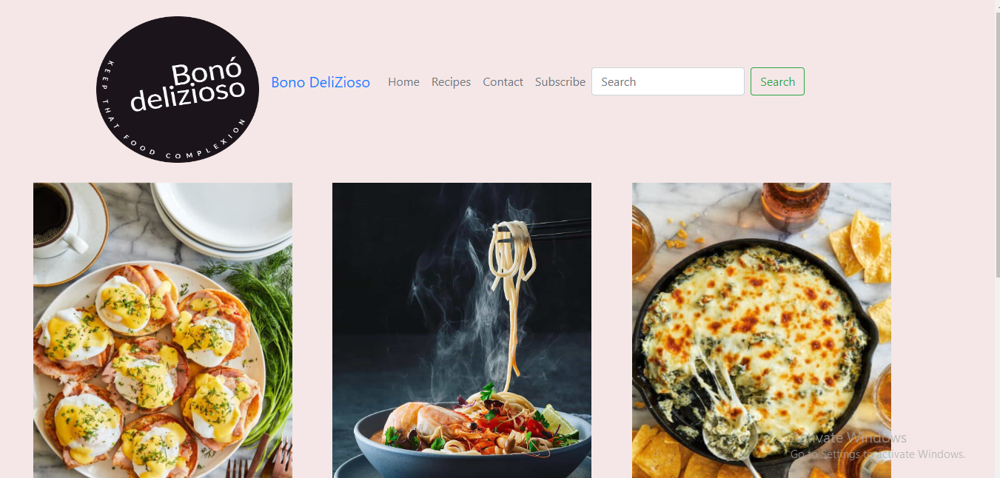 Bonó
delizioso
KEEP THAT FOOD COMPLEXION
Bono DeliZioso
Home
Recipes
Contact
Subscribe
Search
Search
Activate Windows
Go to Settings to activate Windows.